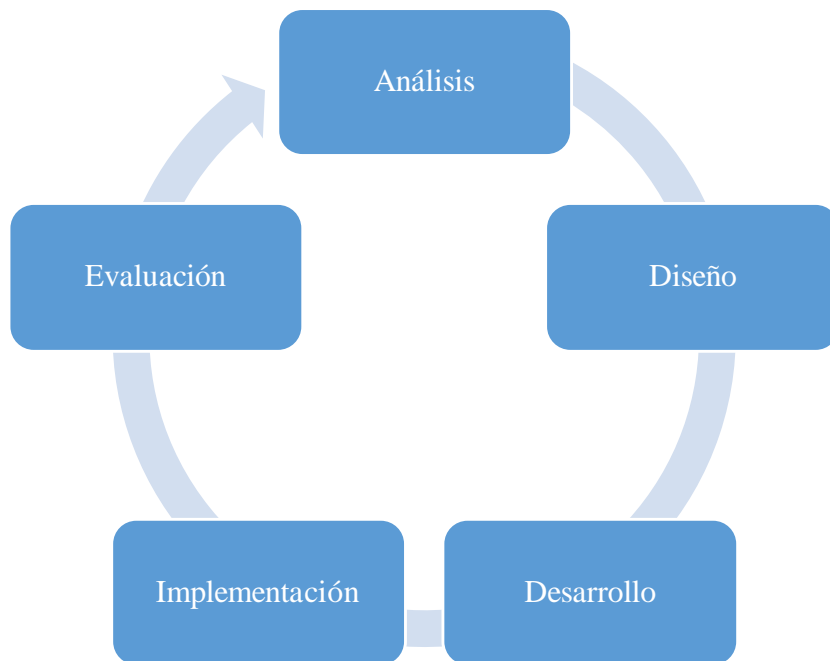 Análisis
Diseño
Desarrollo
Implementación
Evaluación